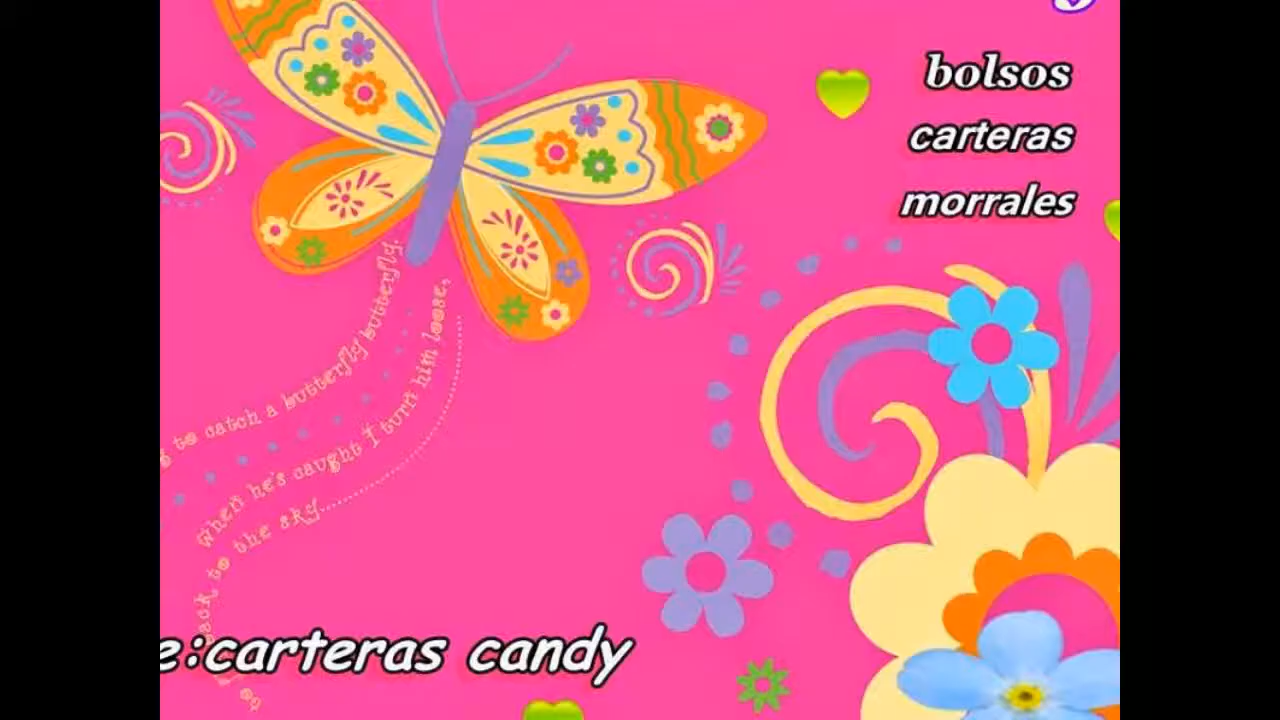 bolsos
carteras
morrales
to catch a butterfly butterfly.
When he's caught I turn him loose,
back to the sky
e:carteras candy